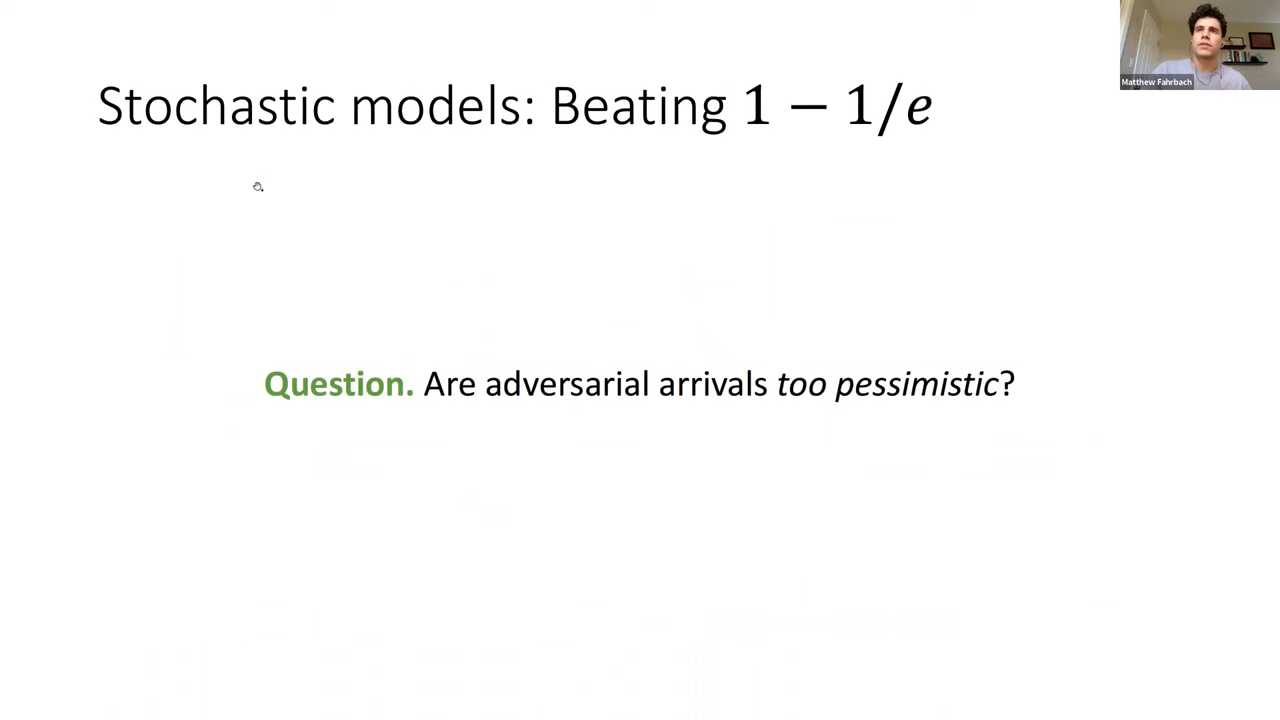 Stochastic models: Beating 1 − 1/e
Matthew Fahrbach
Question. Are adversarial arrivals too pessimistic?